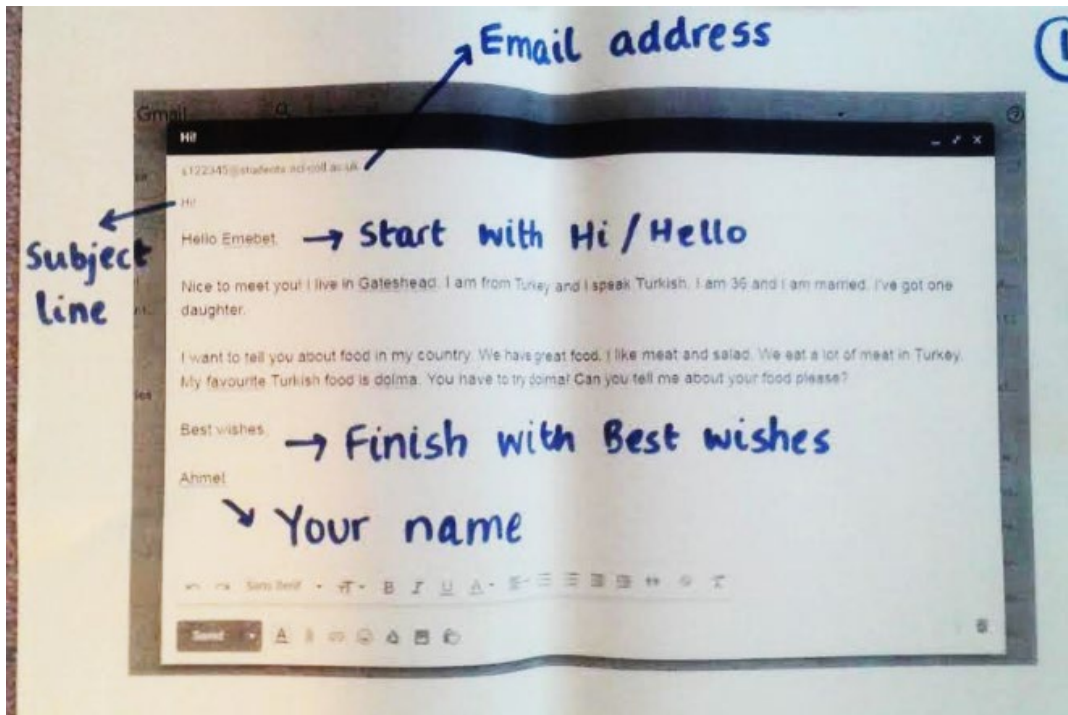 Email address
Gmail
Hi!
s122345@students.ncl-coll.ac.uk
Hi!
Subject
line
Hello Emebet,
Start with Hi / Hello
Nice to meet you! I live in Gateshead. I am from Turkey and I speak Turkish. I am 36 and I am married. I've got one
daughter.
I want to tell you about food in my country. We have great food. I like meat and salad. We eat a lot of meat in Turkey.
My favourite Turkish food is dolma. You have to try dolma! Can you tell me about your food please?
Best wishes,
Finish with Best wishes
Ahmet
Your name
Sans Serif
B I U A
Send
A